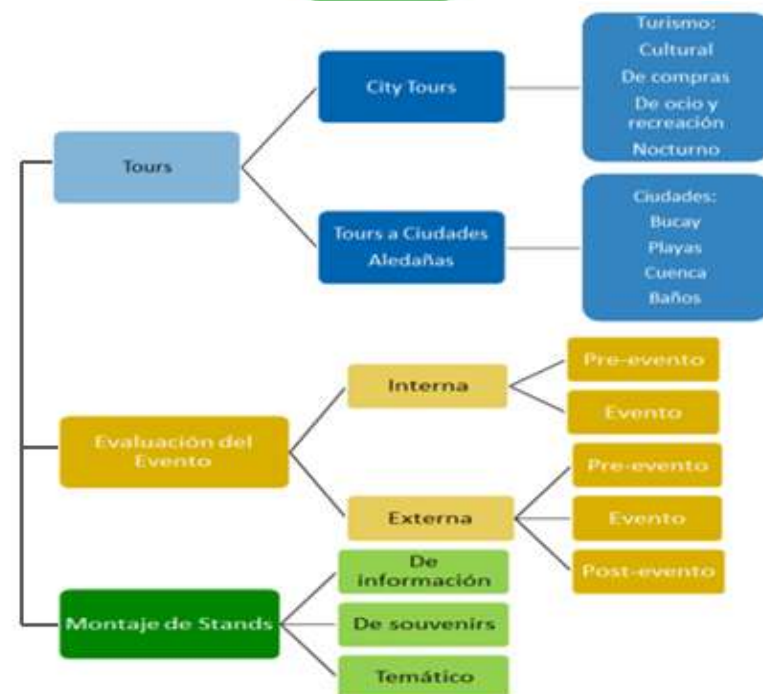 Tours
City Tours
Turismo:
Cultural
De compras
De ocio y
recreación
Nocturno
Tours a Ciudades
Aledañas
Ciudades:
Bucay
Playas
Cuenca
Baños
Evaluación del
Evento
Interna
Pre-evento
Evento
Externa
Pre-evento
Evento
Post-evento
Montaje de Stands
De
información
De souvenirs
Temático